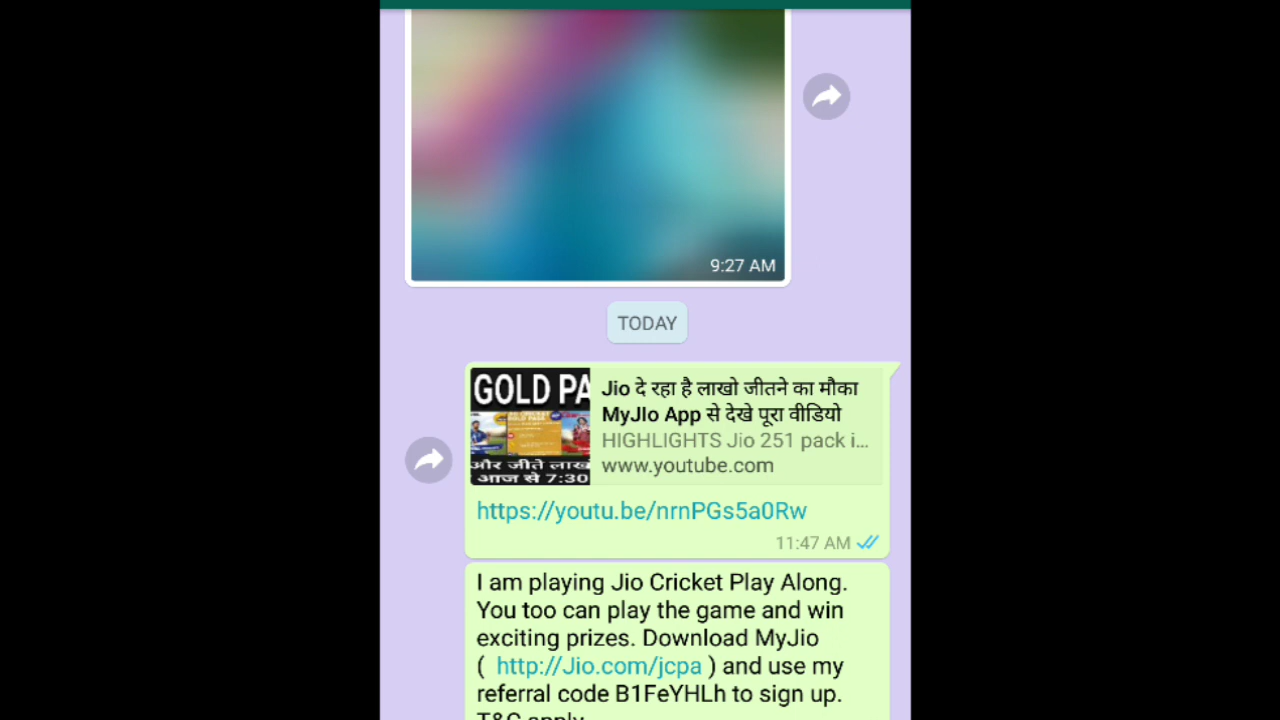 9:27 AM
TODAY
GOLD PA
और जीते लाख
आज से 7:30
Jio दे रहा है लाखो जीतने का मौका
MyJIo App से देखे पूरा वीडियो
HIGHLIGHTS Jio 251 pack i...
www.youtube.com
https://youtu.be/nrnPGs5a0Rw
11:47 AM
I am playing Jio Cricket Play Along.
You too can play the game and win
exciting prizes. Download MyJio
( http://Jio.com/jcpa ) and use my
referral code B1FeYHLh to sign up.
T&C apply